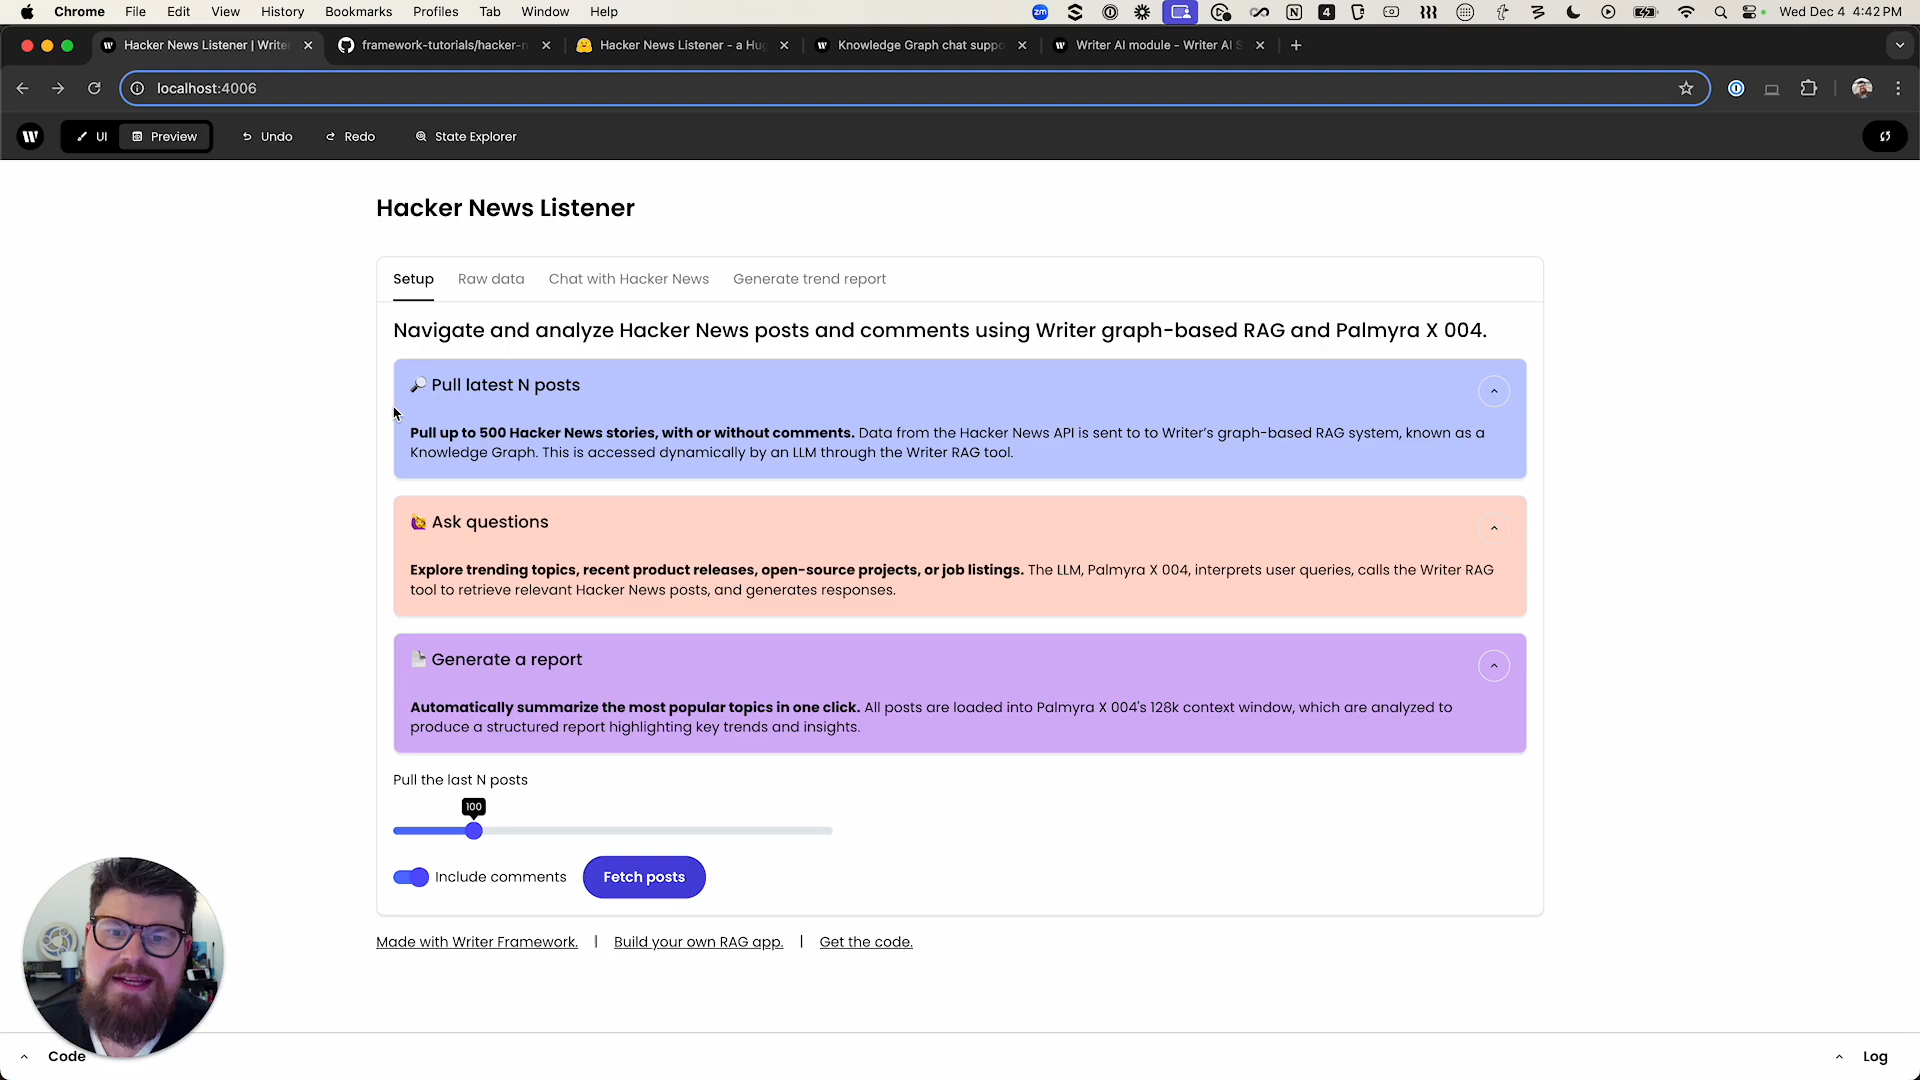 Chrome File Edit View History Bookmarks Profiles Tab Window Help
zm 4 Wed Dec 4 4:42 PM
Hacker News Listener | Writer
framework-tutorials/hacker-n
Hacker News Listener - a Hug
Knowledge Graph chat suppo
Writer AI module - Writer AI S
localhost:4006
UI Preview Undo Redo State Explorer
Hacker News Listener
Setup Raw data Chat with Hacker News Generate trend report
Navigate and analyze Hacker News posts and comments using Writer graph-based RAG and Palmyra X 004.
Pull latest N posts
Pull up to 500 Hacker News stories, with or without comments. Data from the Hacker News API is sent to to Writer's graph-based RAG system, known as a
Knowledge Graph. This is accessed dynamically by an LLM through the Writer RAG tool.
Ask questions
Explore trending topics, recent product releases, open-source projects, or job listings. The LLM, Palmyra X 004, interprets user queries, calls the Writer RAG
tool to retrieve relevant Hacker News posts, and generates responses.
Generate a report
Automatically summarize the most popular topics in one click. All posts are loaded into Palmyra X 004's 128k context window, which are analyzed to
produce a structured report highlighting key trends and insights.
Pull the last N posts
100
Include comments Fetch posts
Made with Writer Framework. | Build your own RAG app. | Get the code.
Code Log